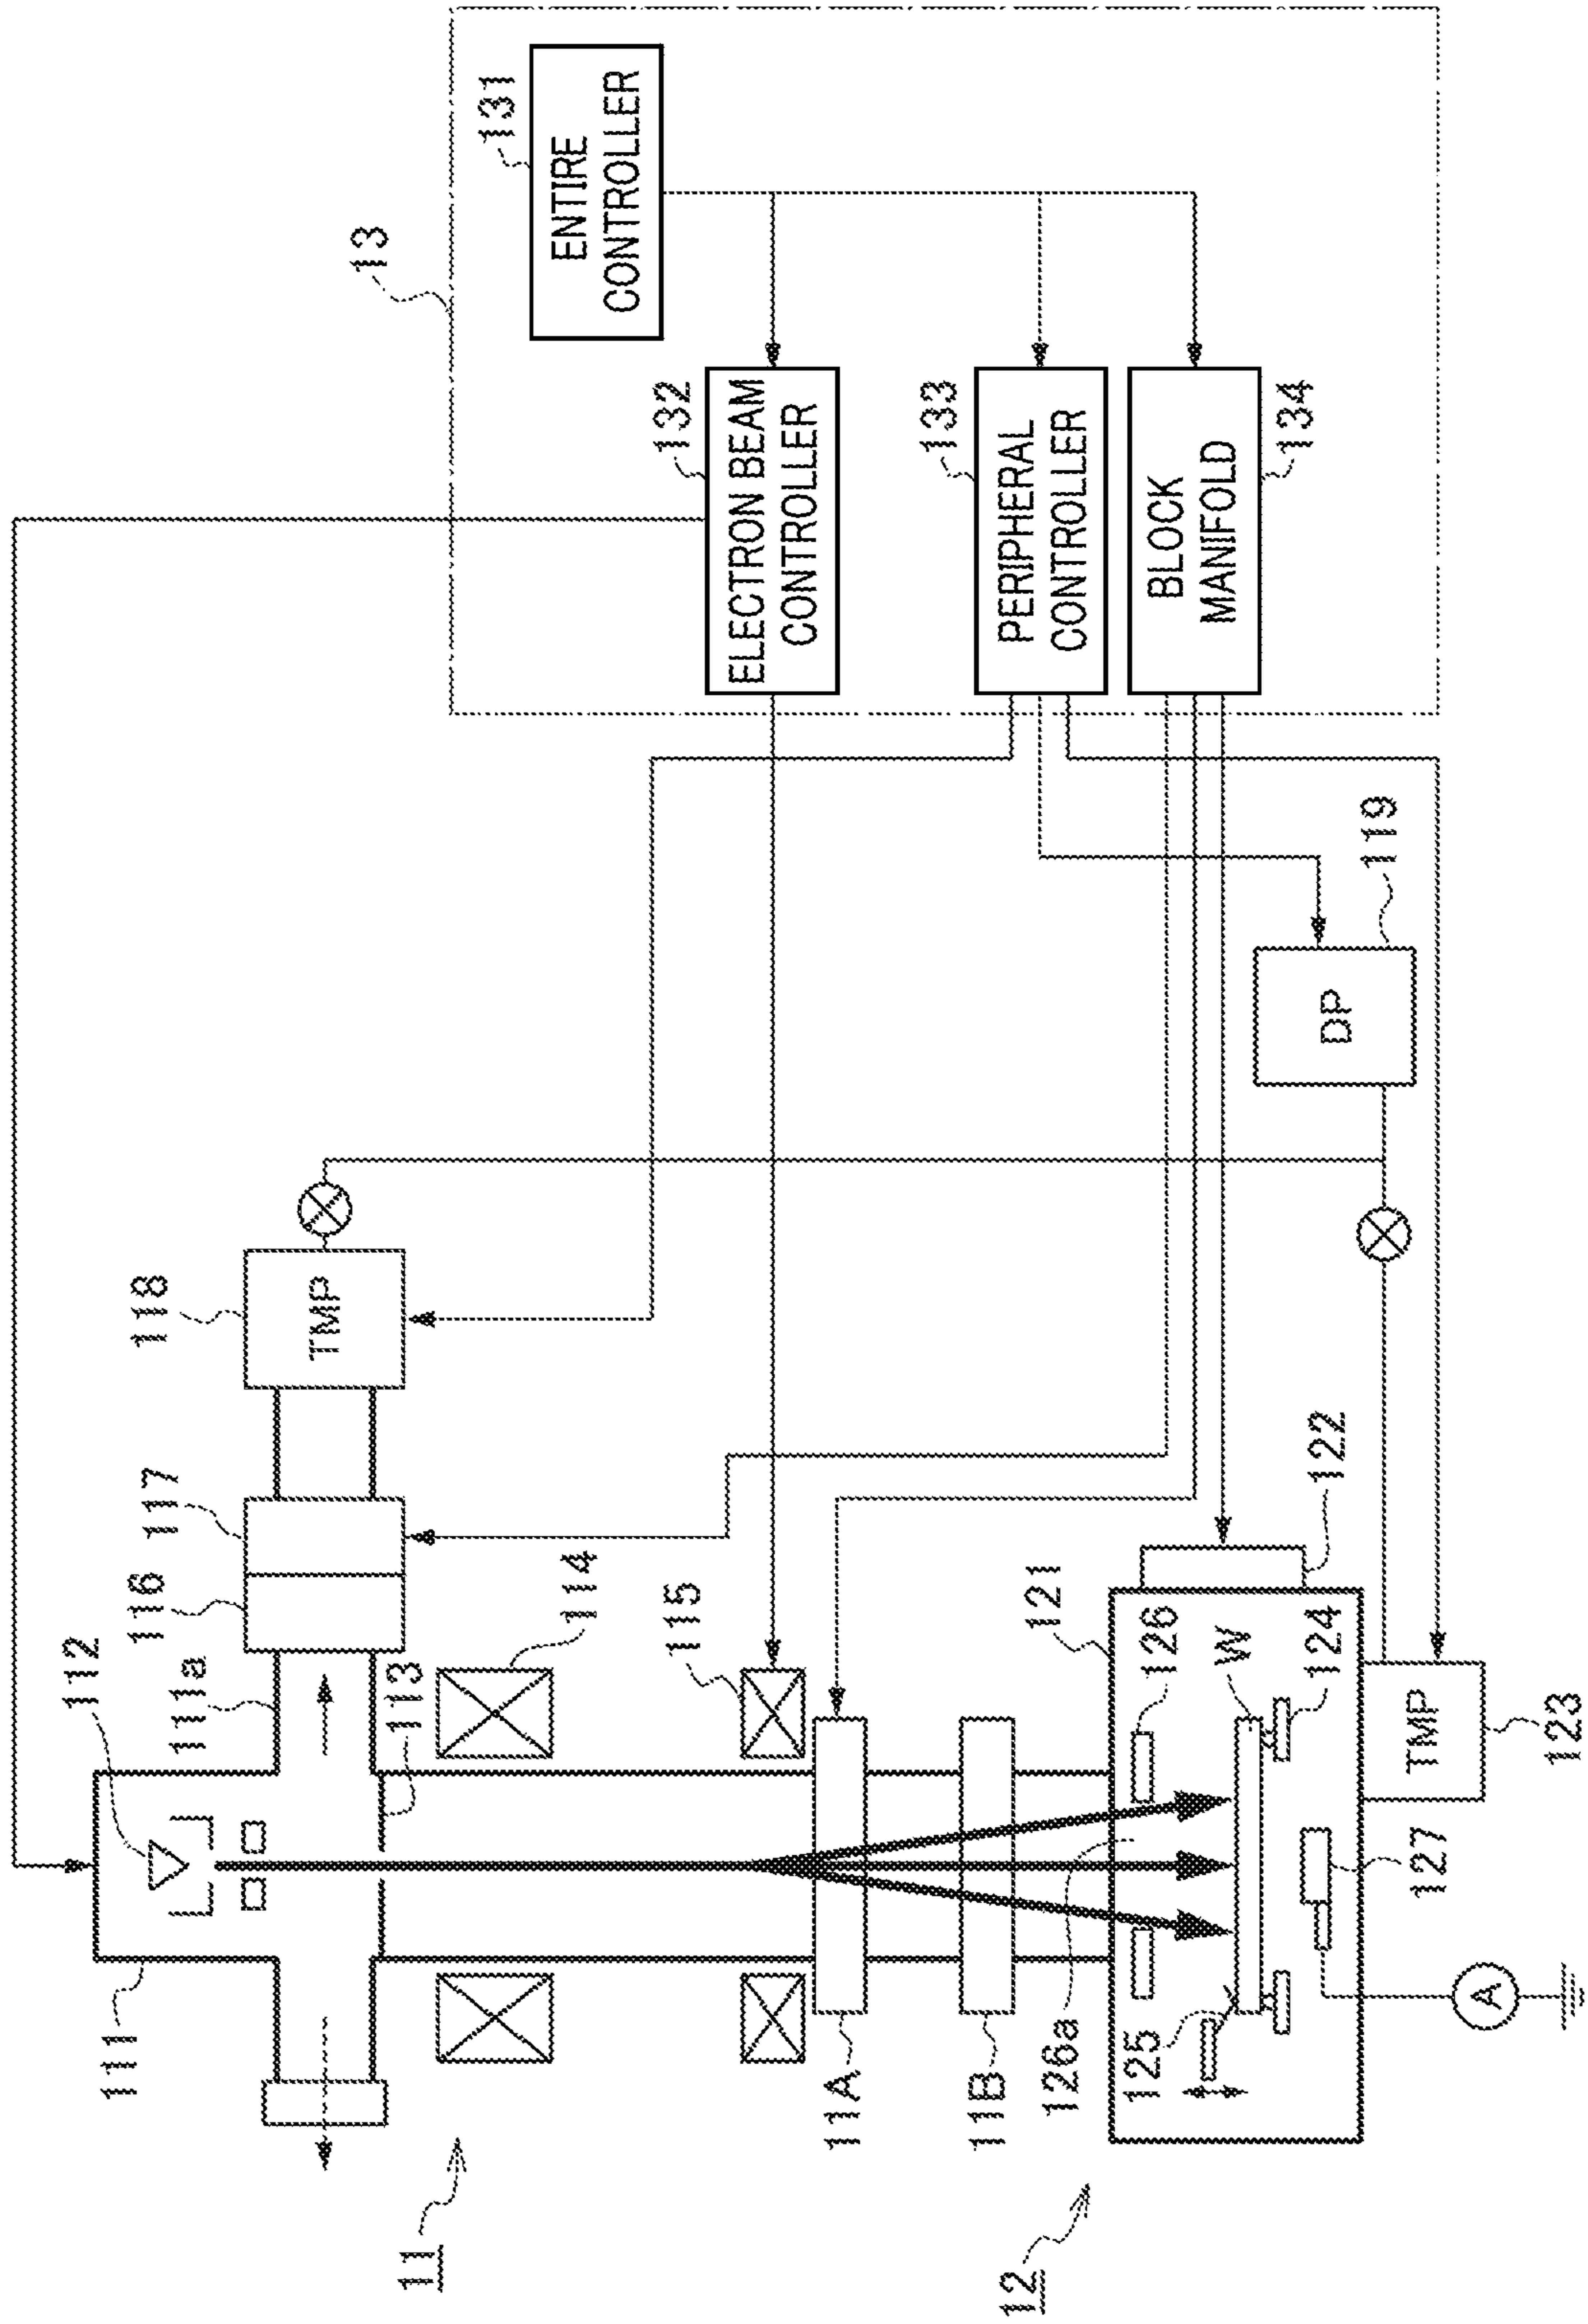 13
131
ENTIRE
CONTROLLER
132
ELECTRON BEAM
CONTROLLER
133
PERIPHERAL
CONTROLLER
134
BLOCK
MANIFOLD
119
DP
118
TMP
117
116
111a
112
113
114
115
111
11
11A
11B
121
122
126
W
124
126a
125
127
123
TMP
A
12